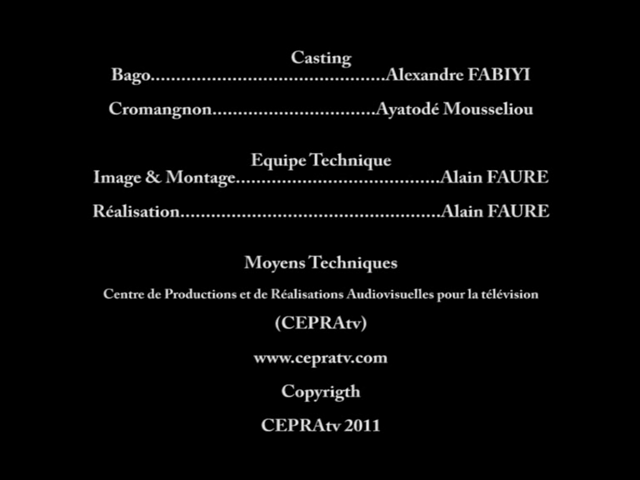 Casting
Bago..............................................Alexandre FABIYI
Cromangnon................................Ayatodé Mousseliou
Equipe Technique
Image & Montage........................................Alain FAURE
Réalisation...................................................Alain FAURE
Moyens Techniques
Centre de Productions et de Réalisations Audiovisuelles pour la télévision
(CEPRAtv)
www.cepratv.com
Copyrigth
CEPRAtv 2011